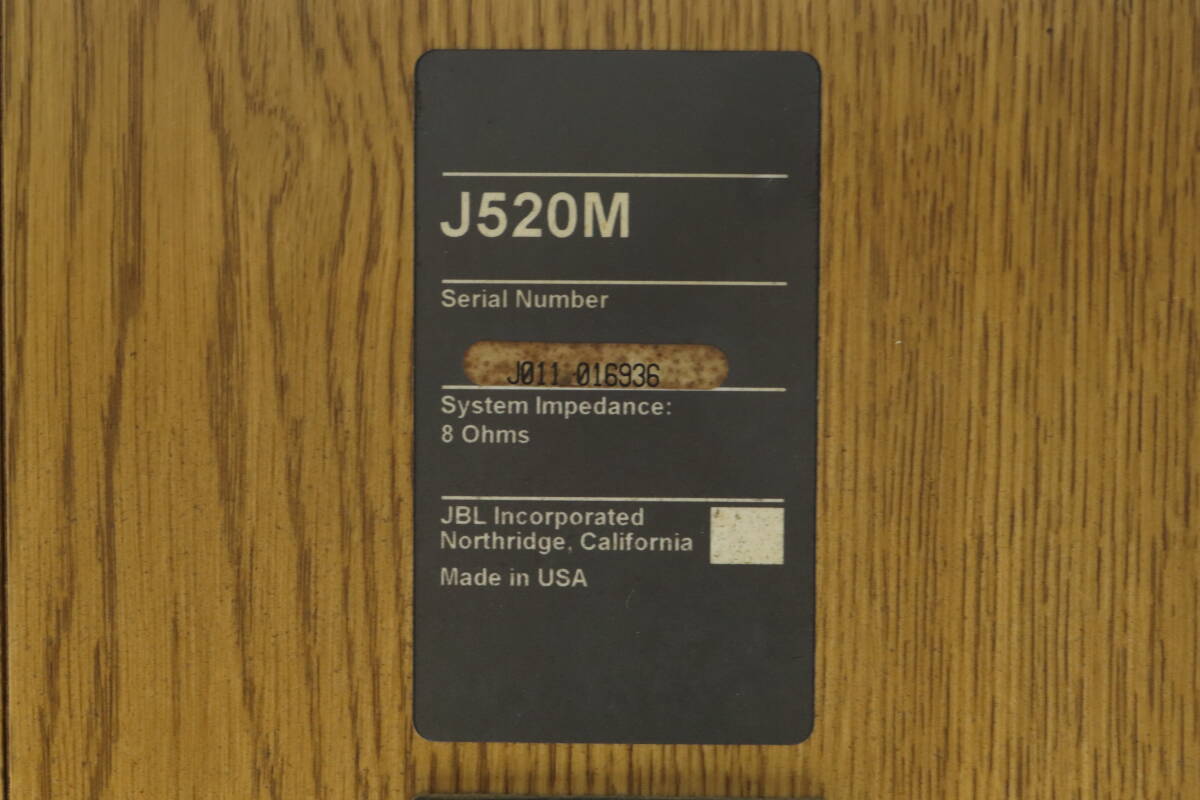 J520M
Serial Number
J011 016936
System Impedance:
8 Ohms
JBL Incorporated
Northridge, California
Made in USA